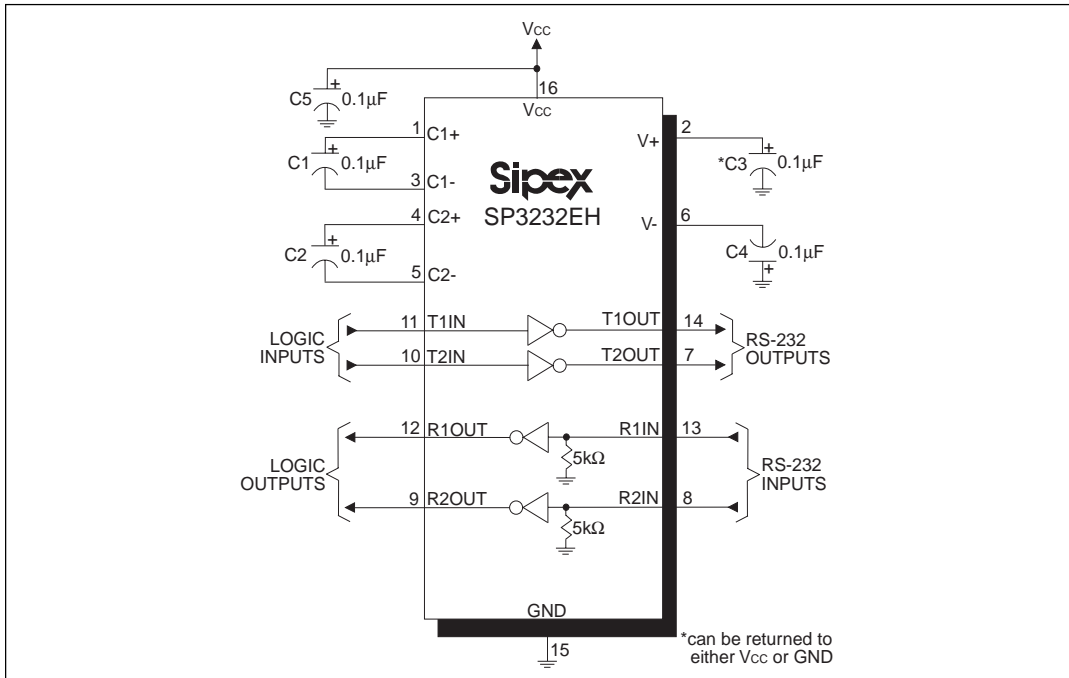 VCC
C5
+
0.1µF
16
VCC
1
C1+
C1
+
0.1µF
3
C1-
4
C2+
C2
+
0.1µF
5
C2-
Sipex
SP3232EH
2
V+
*C3
+
0.1µF
6
V-
C4
0.1µF
+
LOGIC
INPUTS
11 T1IN
T1OUT 14
10 T2IN
T2OUT 7
RS-232
OUTPUTS
LOGIC
OUTPUTS
12 R1OUT
R1IN 13
5kΩ
9 R2OUT
R2IN 8
5kΩ
RS-232
INPUTS
GND
15
*can be returned to
either VCC or GND